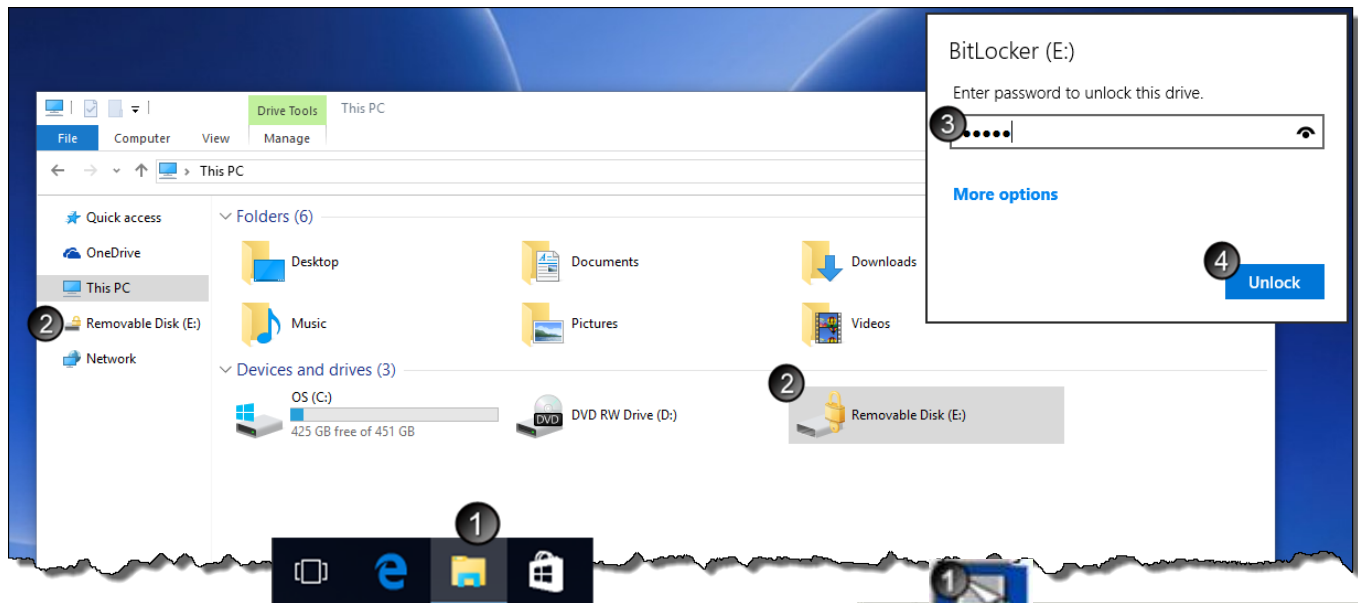 BitLocker (E:)
Enter password to unlock this drive.
3
•••••
More options
4
Unlock
Drive Tools
This PC
File
Computer
View
Manage
This PC
Quick access
OneDrive
This PC
2
Removable Disk (E:)
Network
Folders (6)
Desktop
Documents
Downloads
Music
Pictures
Videos
Devices and drives (3)
OS (C:)
425 GB free of 451 GB
DVD
DVD RW Drive (D:)
2
Removable Disk (E:)
1
1